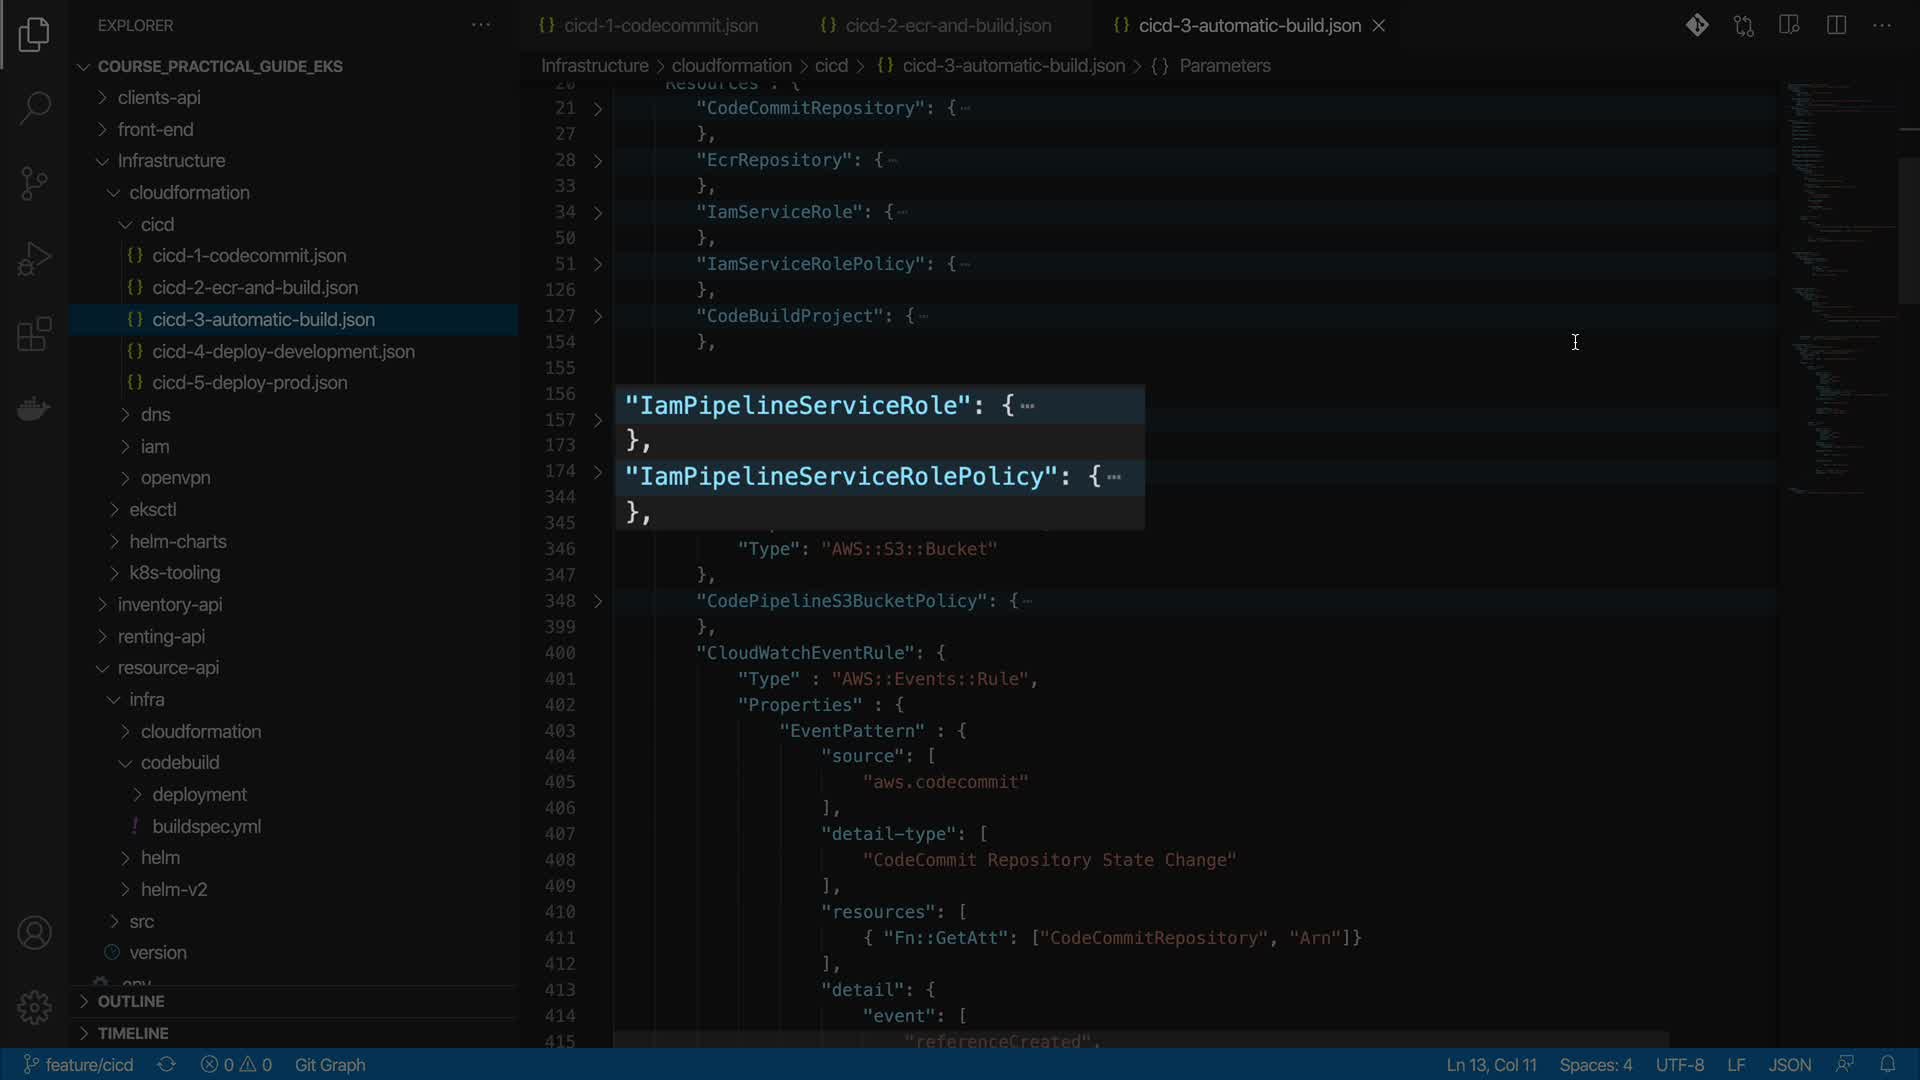 EXPLORER
COURSE_PRACTICAL_GUIDE_EKS
clients-api
front-end
Infrastructure
cloudformation
cicd
{} cicd-1-codecommit.json
{} cicd-2-ecr-and-build.json
{} cicd-3-automatic-build.json
{} cicd-4-deploy-development.json
{} cicd-5-deploy-prod.json
dns
iam
openvpn
eksctl
helm-charts
k8s-tooling
inventory-api
renting-api
resource-api
infra
cloudformation
codebuild
deployment
! buildspec.yml
helm
helm-v2
src
version
OUTLINE
TIMELINE
{} cicd-1-codecommit.json {} cicd-2-ecr-and-build.json {} cicd-3-automatic-build.json
Infrastructure > cloudformation > cicd > {} cicd-3-automatic-build.json > {} Parameters
20 "Resources": {
21 "CodeCommitRepository": {
27 },
28 "EcrRepository": {
33 },
34 "IamServiceRole": {
50 },
51 "IamServiceRolePolicy": {
126 },
127 "CodeBuildProject": {
154 },
155
156
157 "IamPipelineServiceRole": {
173 },
174 "IamPipelineServiceRolePolicy": {
344 },
345
346 "Type": "AWS::S3::Bucket"
347 },
348 "CodePipelineS3BucketPolicy": {
399 },
400 "CloudWatchEventRule": {
401 "Type" : "AWS::Events::Rule",
402 "Properties" : {
403 "EventPattern" : {
404 "source": [
405 "aws.codecommit"
406 ],
407 "detail-type": [
408 "CodeCommit Repository State Change"
409 ],
410 "resources": [
411 { "Fn::GetAtt": ["CodeCommitRepository", "Arn"]}
412 ],
413 "detail": {
414 "event": [
415 "referenceCreated",
feature/cicd 0 0 Git Graph Ln 13, Col 11 Spaces: 4 UTF-8 LF JSON